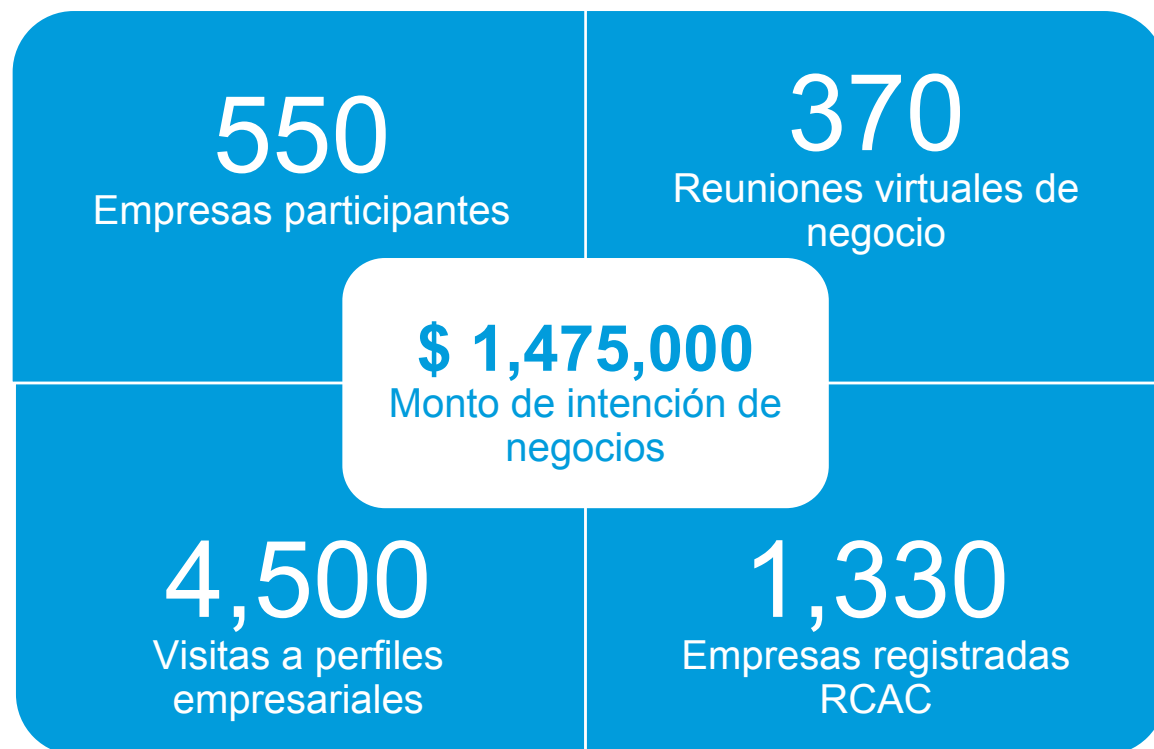 550
Empresas participantes
370
Reuniones virtuales de
negocio
$ 1,475,000
Monto de intención de
negocios
4,500
Visitas a perfiles
empresariales
1,330
Empresas registradas
RCAC